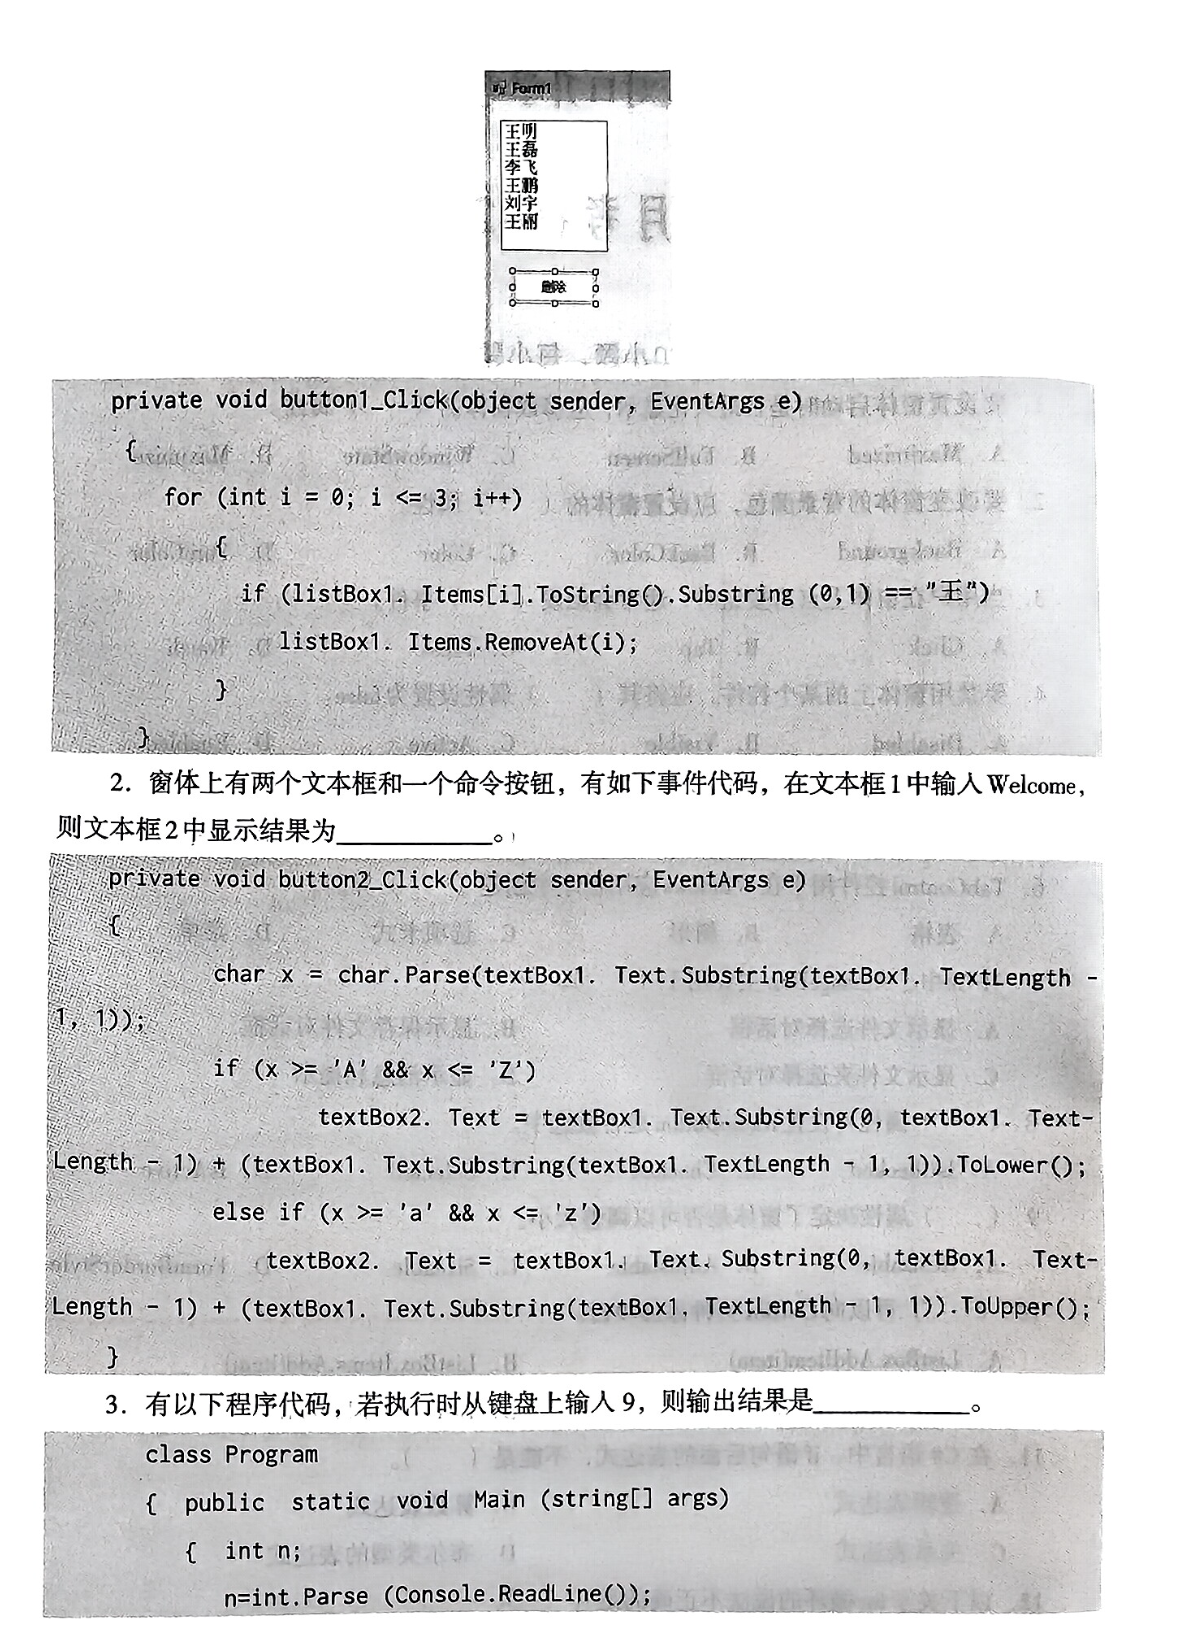 Form1
王明
王磊
李飞
王鹏
刘宇
王丽
删除
private void button1_Click(object sender, EventArgs e)
{
for (int i = 0; i <= 3; i++)
{
if (listBox1. Items[i].ToString().Substring (0,1) == "王")
listBox1. Items.RemoveAt(i);
}
}
2. 窗体上有两个文本框和一个命令按钮，有如下事件代码，在文本框1中输入Welcome，
则文本框2中显示结果为____________。
private void button2_Click(object sender, EventArgs e)
{
char x = char.Parse(textBox1. Text.Substring(textBox1. TextLength -
1, 1));
if (x >= 'A' && x <= 'Z')
textBox2. Text = textBox1. Text.Substring(0, textBox1. Text-
Length - 1) + (textBox1. Text.Substring(textBox1. TextLength - 1, 1)).ToLower();
else if (x >= 'a' && x <= 'z')
textBox2. Text = textBox1. Text. Substring(0, textBox1. Text-
Length - 1) + (textBox1. Text.Substring(textBox1. TextLength - 1, 1)).ToUpper();
}
3. 有以下程序代码，若执行时从键盘上输入9，则输出结果是____________。
class Program
{ public static void Main (string[] args)
{ int n;
n=int.Parse (Console.ReadLine());